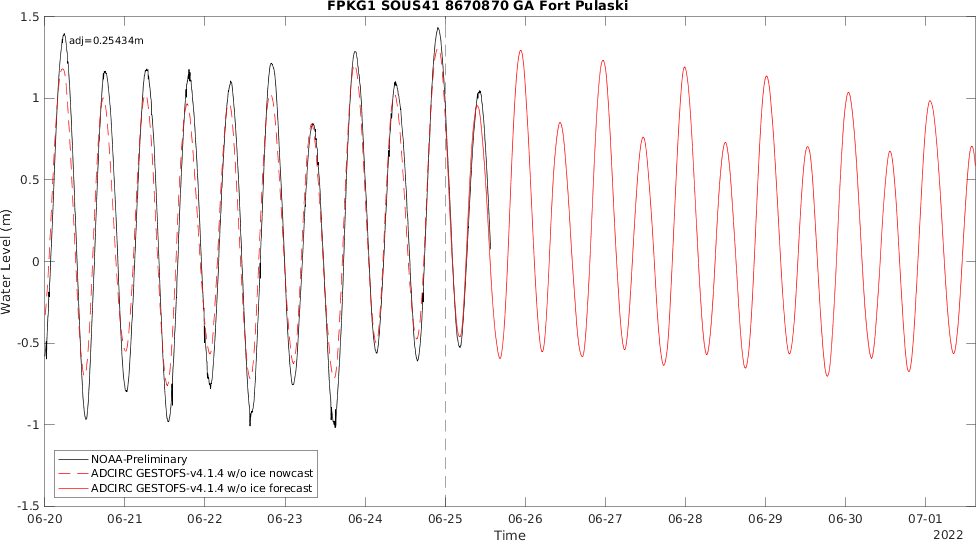 FPKG1 SOUS41 8670870 GA Fort Pulaski
adj=0.25434m
1.5
1
0.5
0
-0.5
-1
-1.5
Water Level (m)
NOAA-Preliminary
ADCIRC GESTOFS-v4.1.4 w/o ice nowcast
ADCIRC GESTOFS-v4.1.4 w/o ice forecast
06-20 06-21 06-22 06-23 06-24 06-25 06-26 06-27 06-28 06-29 06-30 07-01
Time
2022